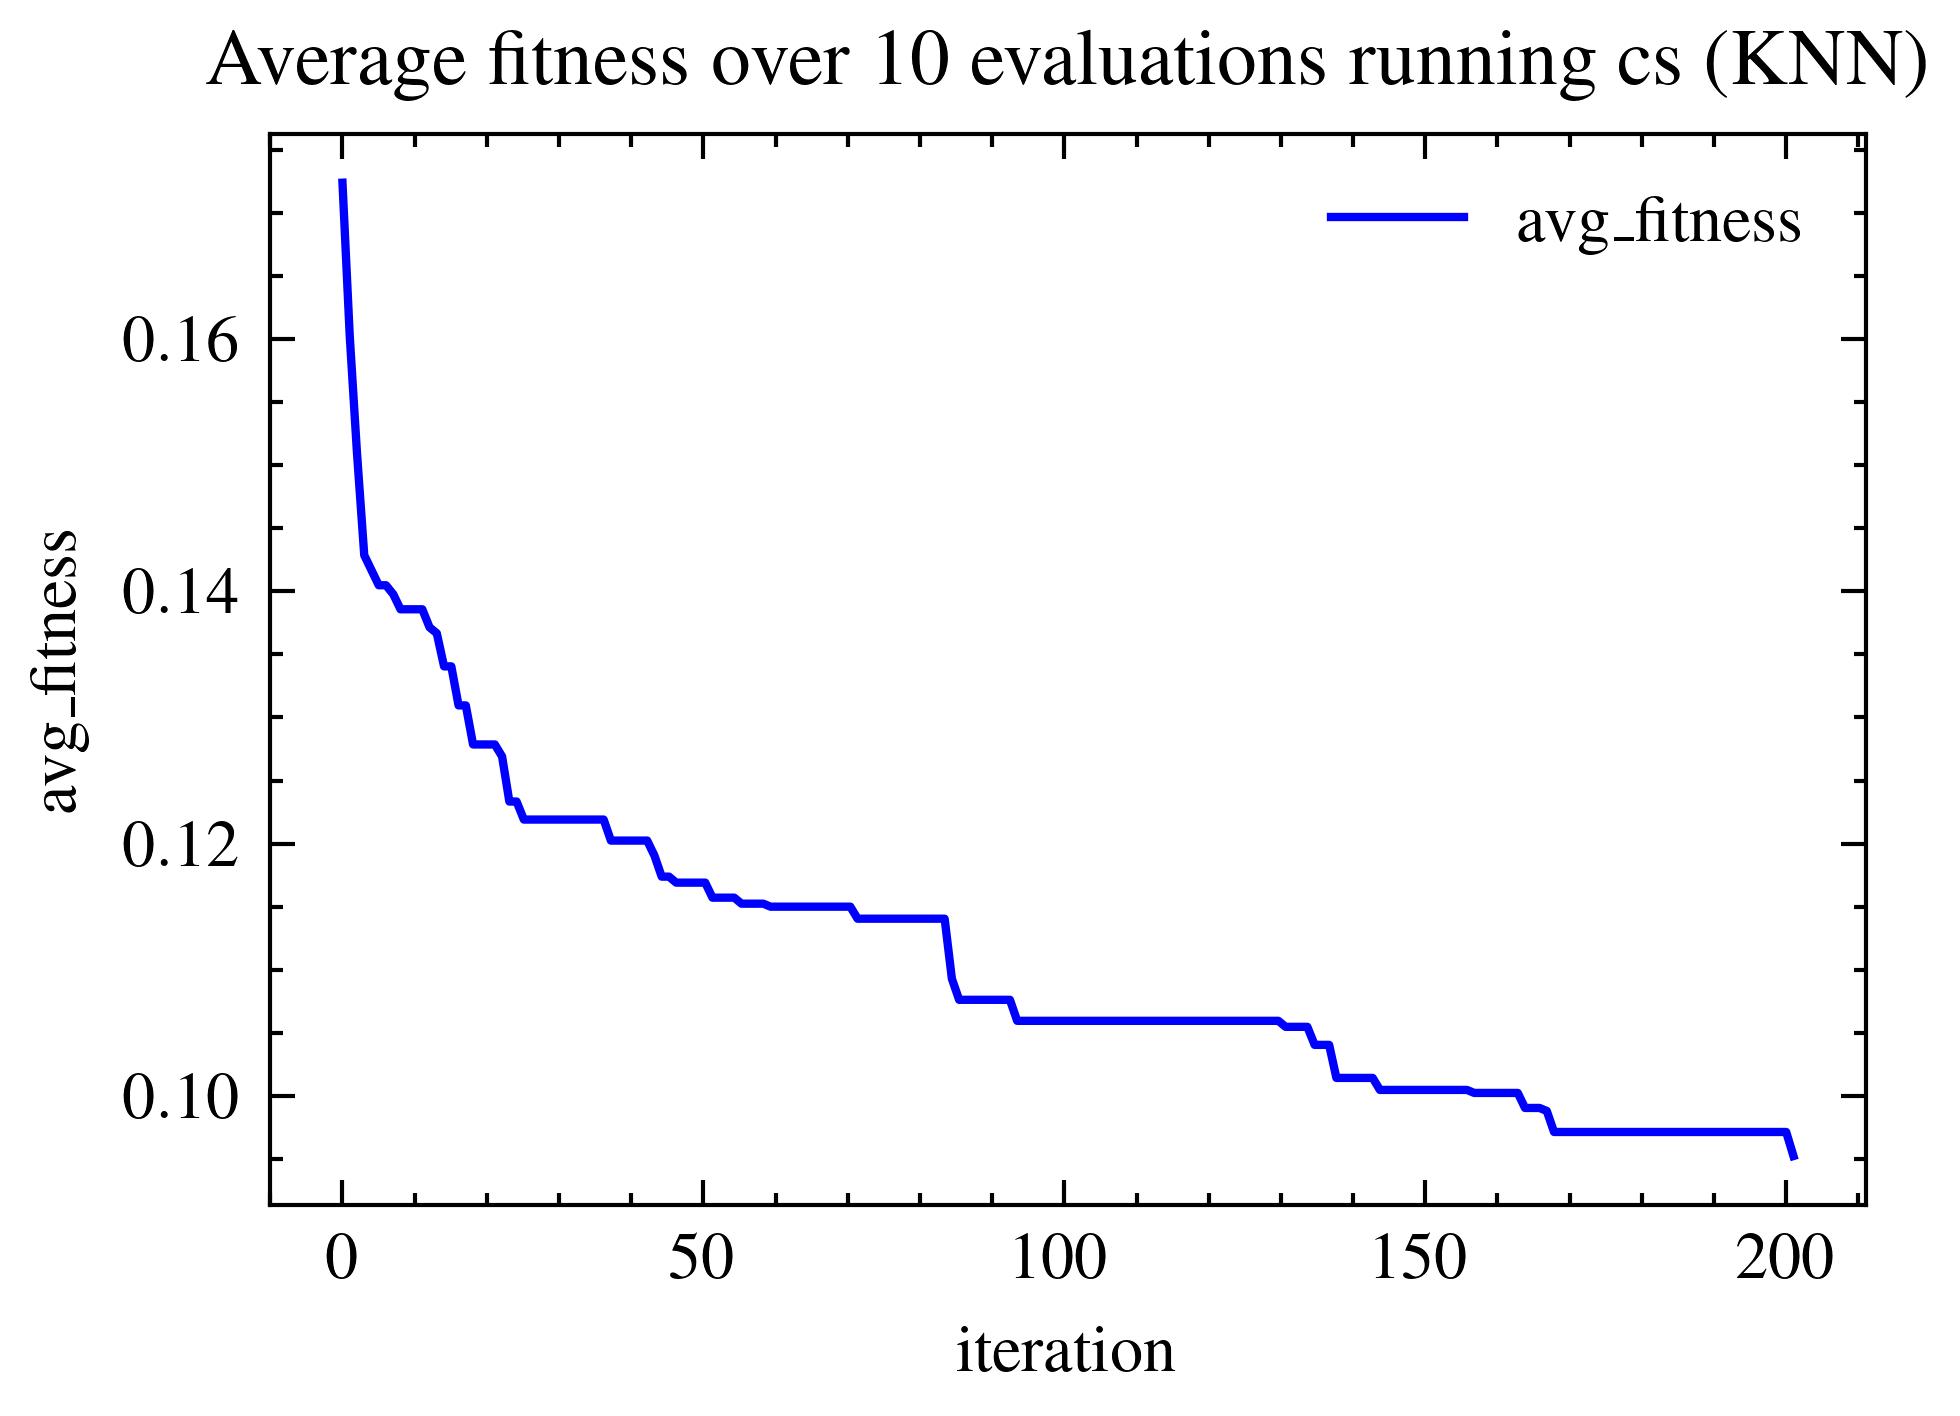 Average fitness over 10 evaluations running cs (KNN)
avg_fitness
0.16
0.14
0.12
0.10
avg_fitness
0 50 100 150 200
iteration